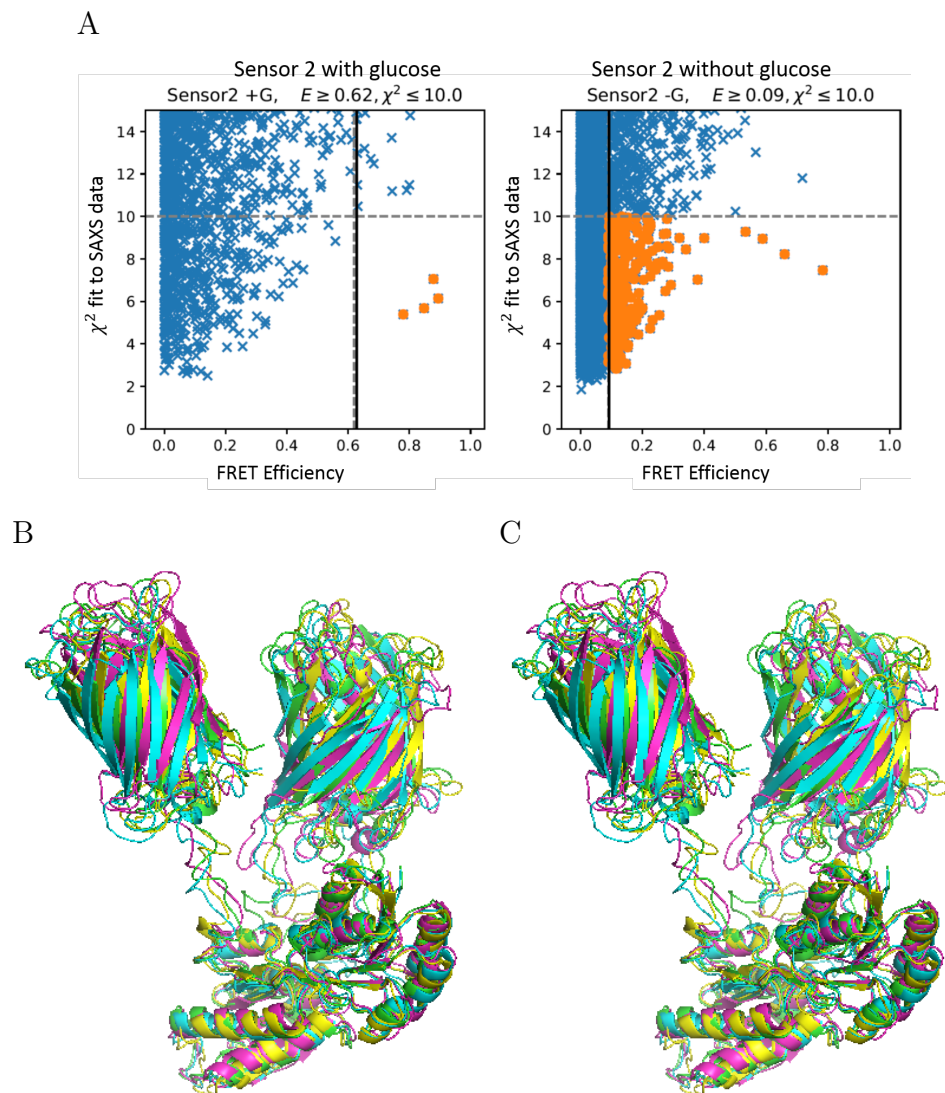 A
Sensor 2 with glucose
Sensor2 +G, E ≥ 0.62, χ² ≤ 10.0
χ² fit to SAXS data
14
12
10
8
6
4
2
0
0.0 0.2 0.4 0.6 0.8 1.0
FRET Efficiency
Sensor 2 without glucose
Sensor2 -G, E ≥ 0.09, χ² ≤ 10.0
χ² fit to SAXS data
14
12
10
8
6
4
2
0
0.0 0.2 0.4 0.6 0.8 1.0
FRET Efficiency
B
C